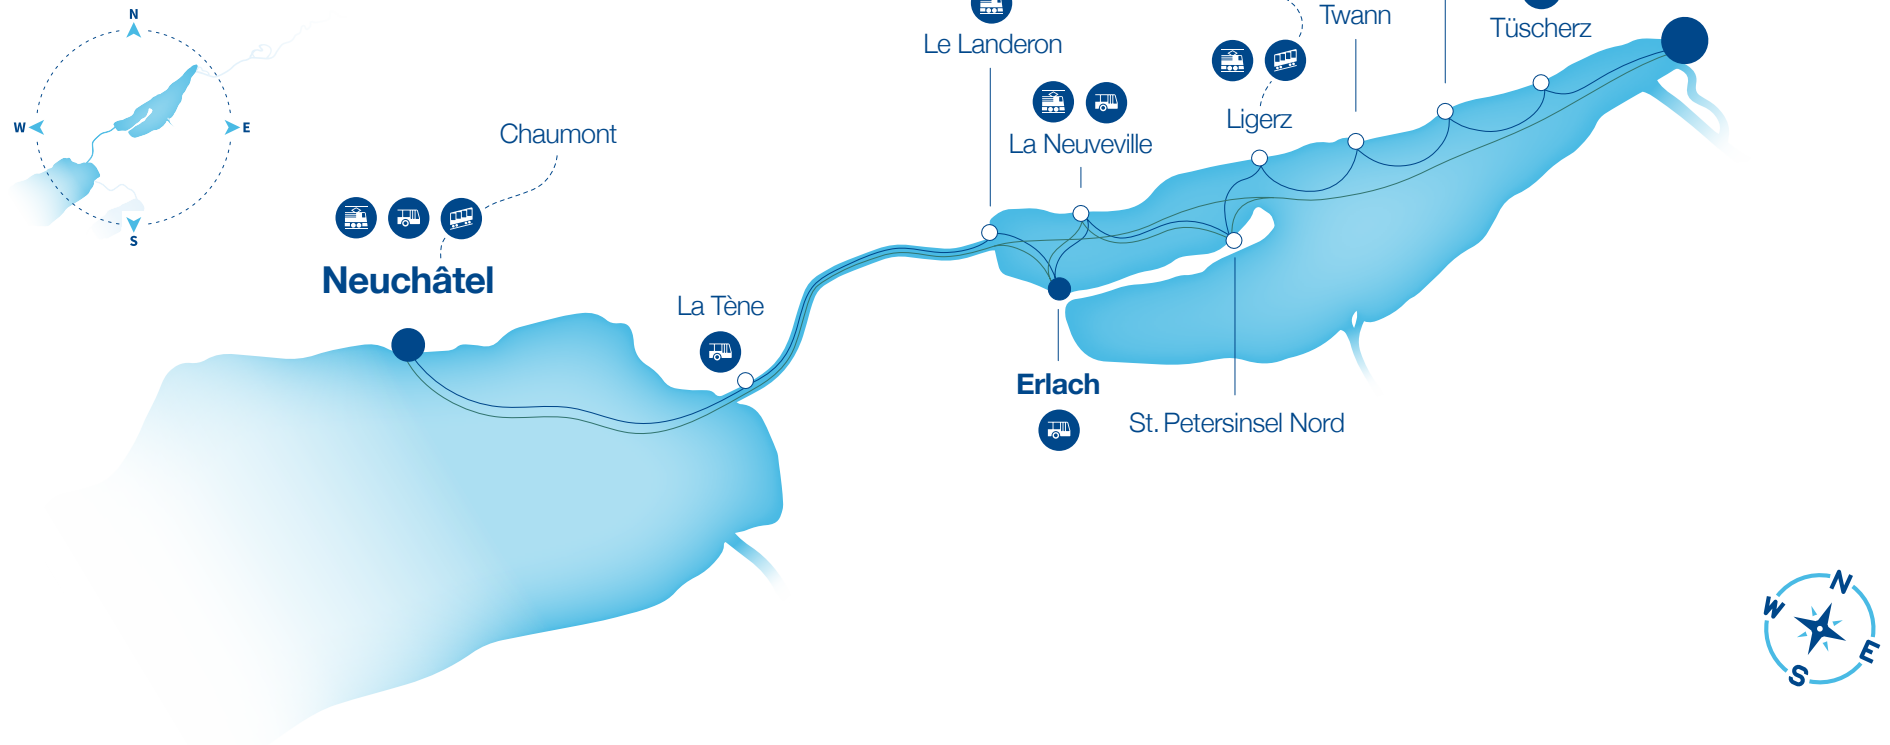 N
W
E
S
Twann
Tüscherz
Le Landeron
Ligerz
La Neuveville
Chaumont
Neuchâtel
La Tène
Erlach
St. Petersinsel Nord
N
W
E
S